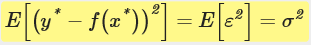 E[(y* − f(x*))²] = E[ε²] = σ²